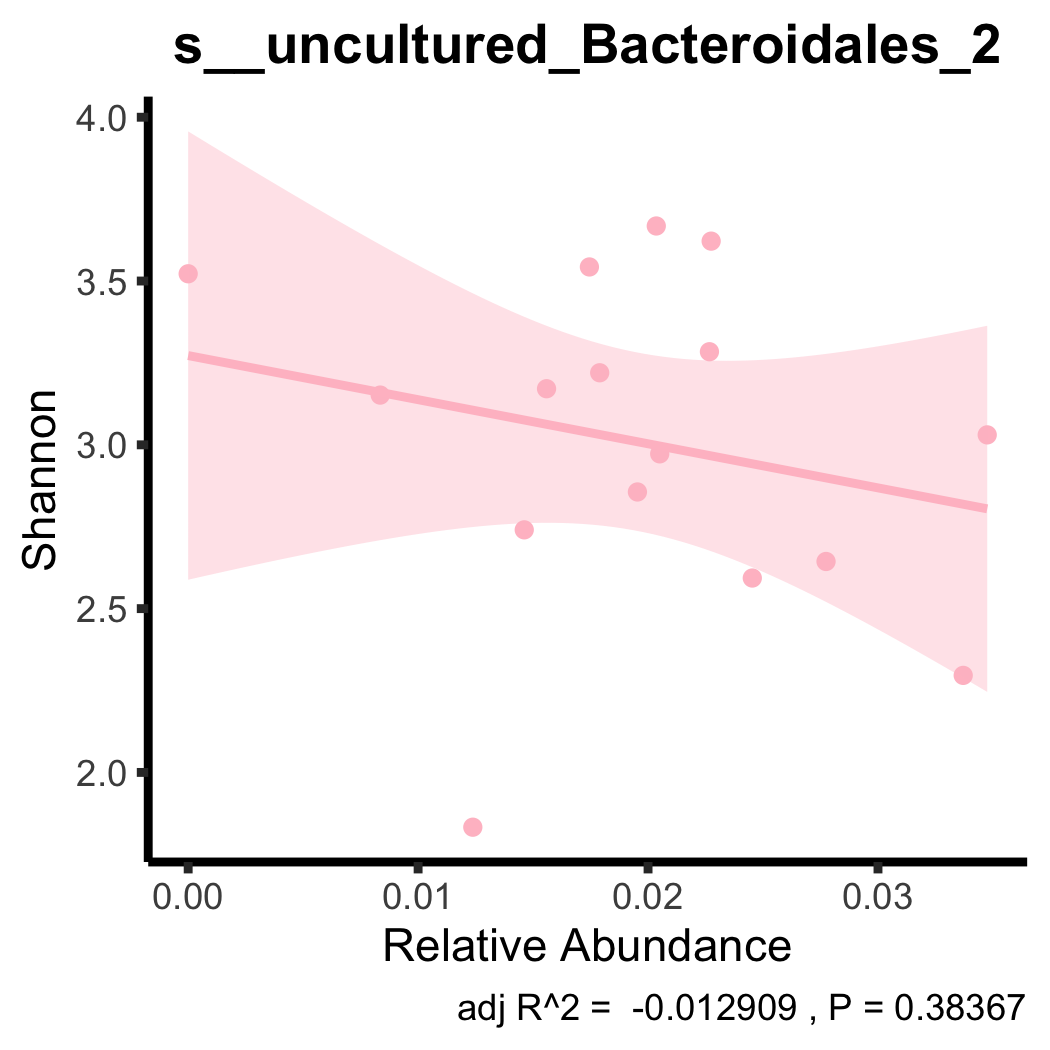 s__uncultured_Bacteroidales_2
4.0
3.5
3.0
2.5
2.0
Shannon
0.00 0.01 0.02 0.03
Relative Abundance
adj R^2 =  -0.012909 , P = 0.38367